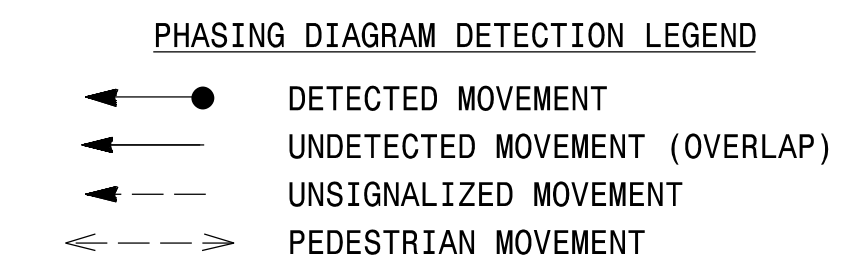 PHASING DIAGRAM DETECTION LEGEND
DETECTED MOVEMENT
UNDETECTED MOVEMENT (OVERLAP)
UNSIGNALIZED MOVEMENT
PEDESTRIAN MOVEMENT